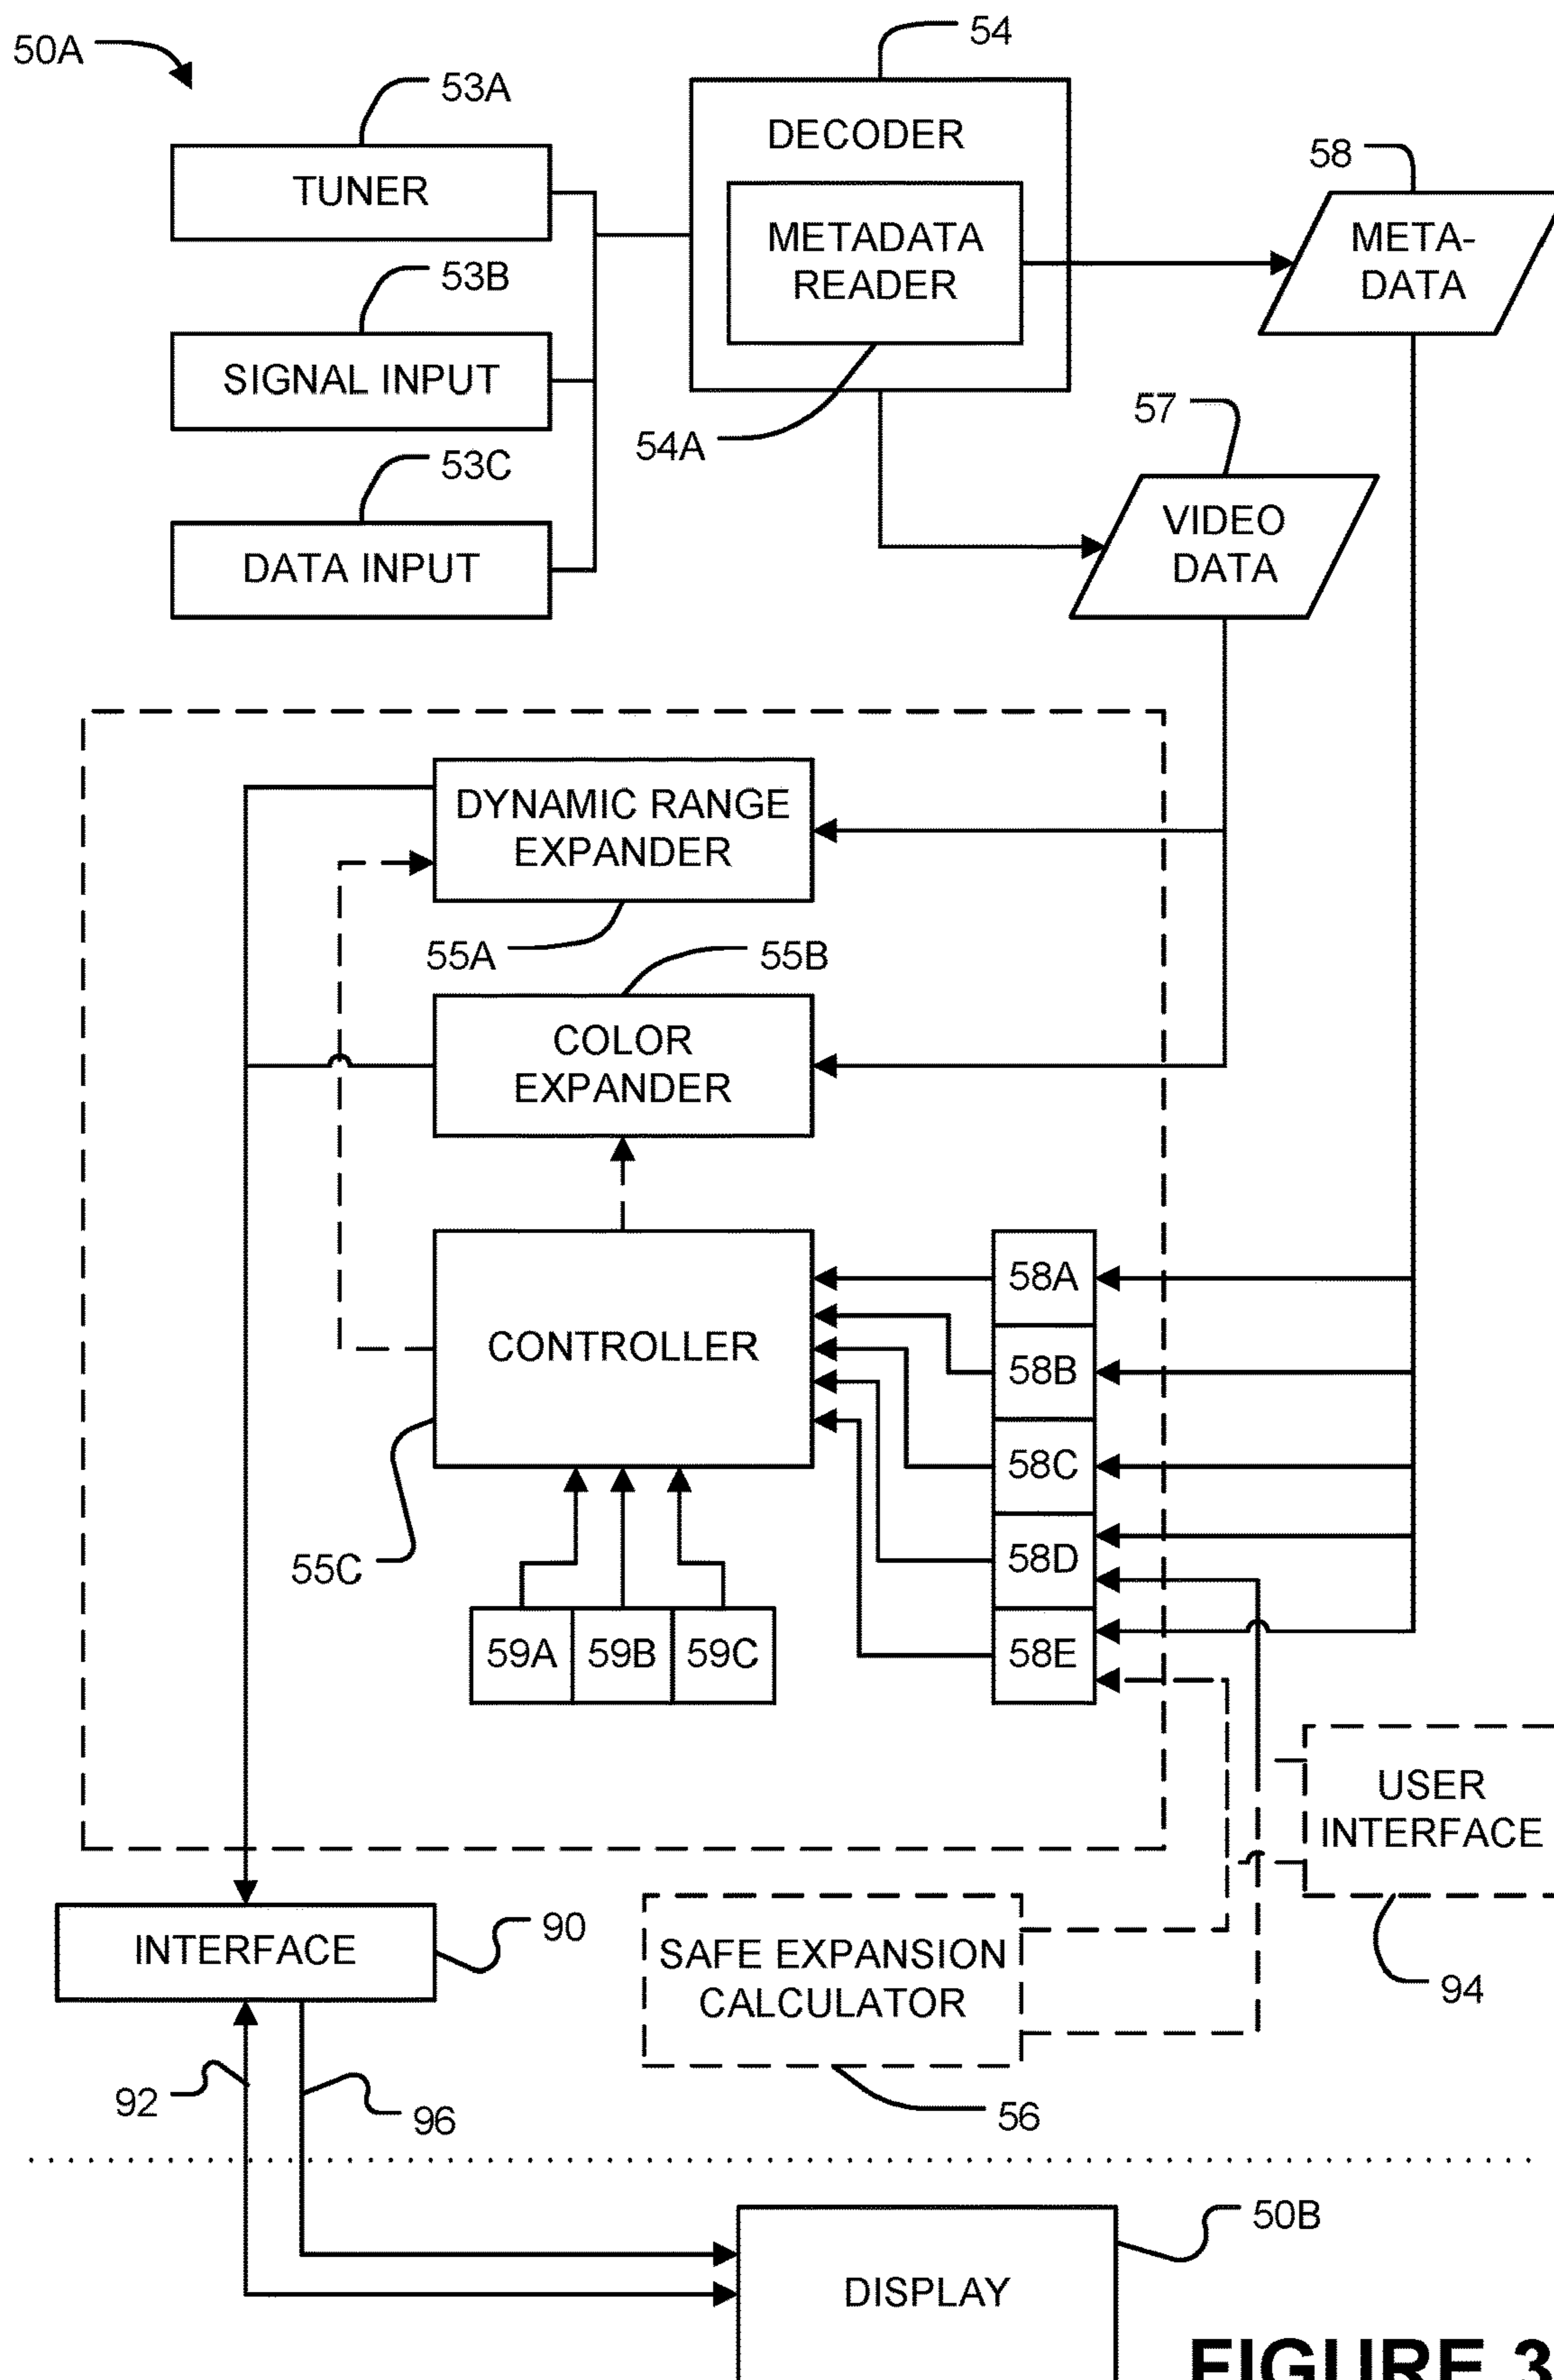 50A
54
53A
DECODER
TUNER
58
METADATA
READER
META-
DATA
53B
SIGNAL INPUT
57
54A
53C
VIDEO
DATA
DATA INPUT
DYNAMIC RANGE
EXPANDER
55A
55B
COLOR
EXPANDER
58A
CONTROLLER
58B
58C
55C
58D
59A
59B
59C
58E
USER
INTERFACE
90
INTERFACE
SAFE EXPANSION
CALCULATOR
94
92
96
56
50B
DISPLAY
FIGURE 3